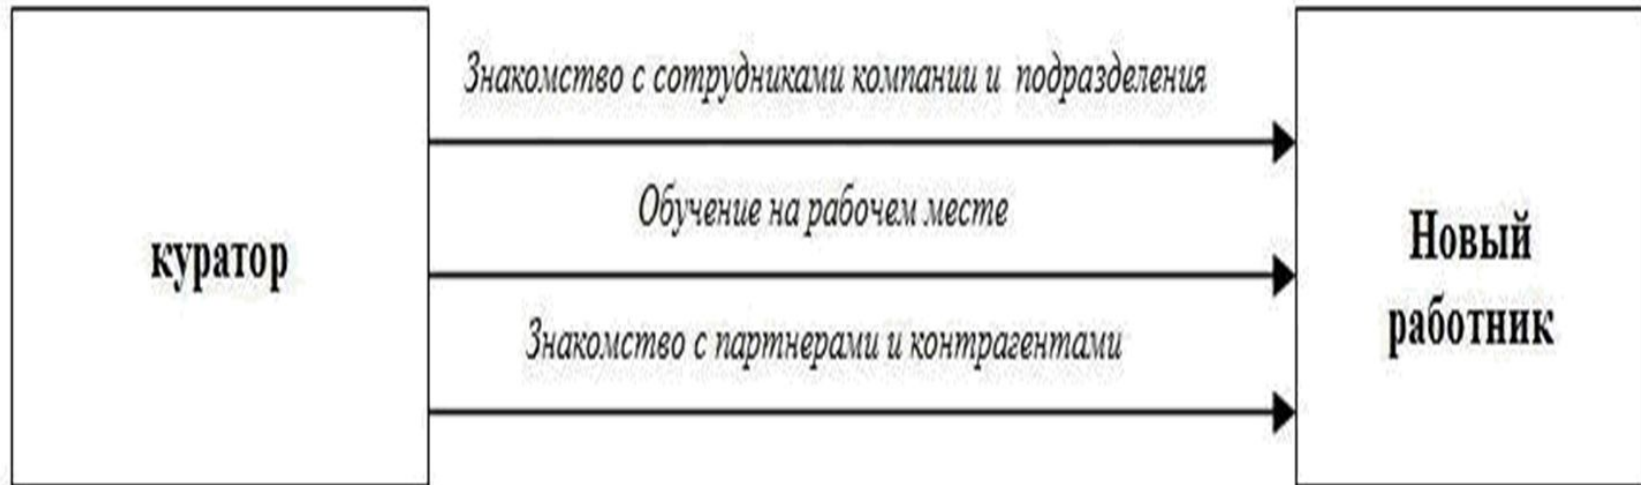 Знакомство с сотрудниками компании и подразделения
Обучение на рабочем месте
куратор
Новый
работник
Знакомство с партнерами и контрагентами